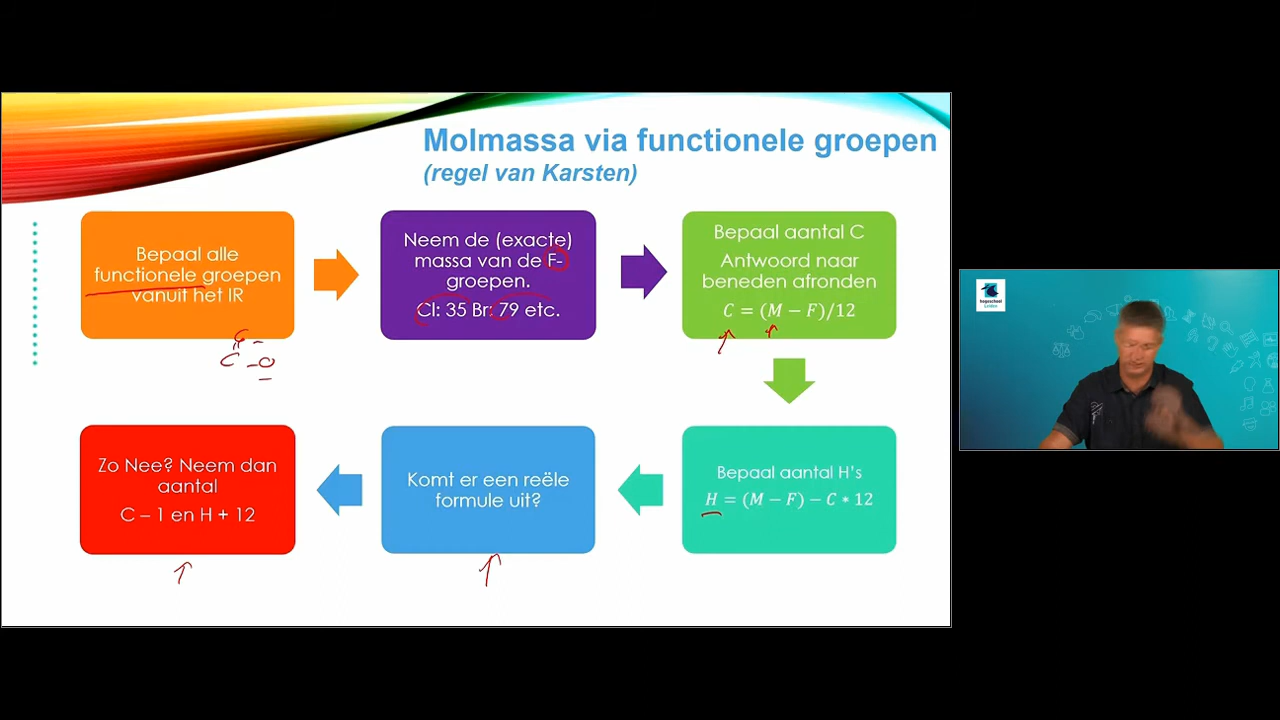 Molmassa via functionele groepen
(regel van Karsten)
Bepaal alle
functionele groepen
vanuit het IR
Neem de (exacte)
massa van de F-
groepen.
Cl: 35 Br: 79 etc.
Bepaal aantal C
Antwoord naar
beneden afronden
C = (M − F)/12
C -O
Bepaal aantal H's
H = (M − F) − C ∗ 12
Komt er een reële
formule uit?
Zo Nee? Neem dan
aantal
C – 1 en H + 12
hogeschool
Leiden